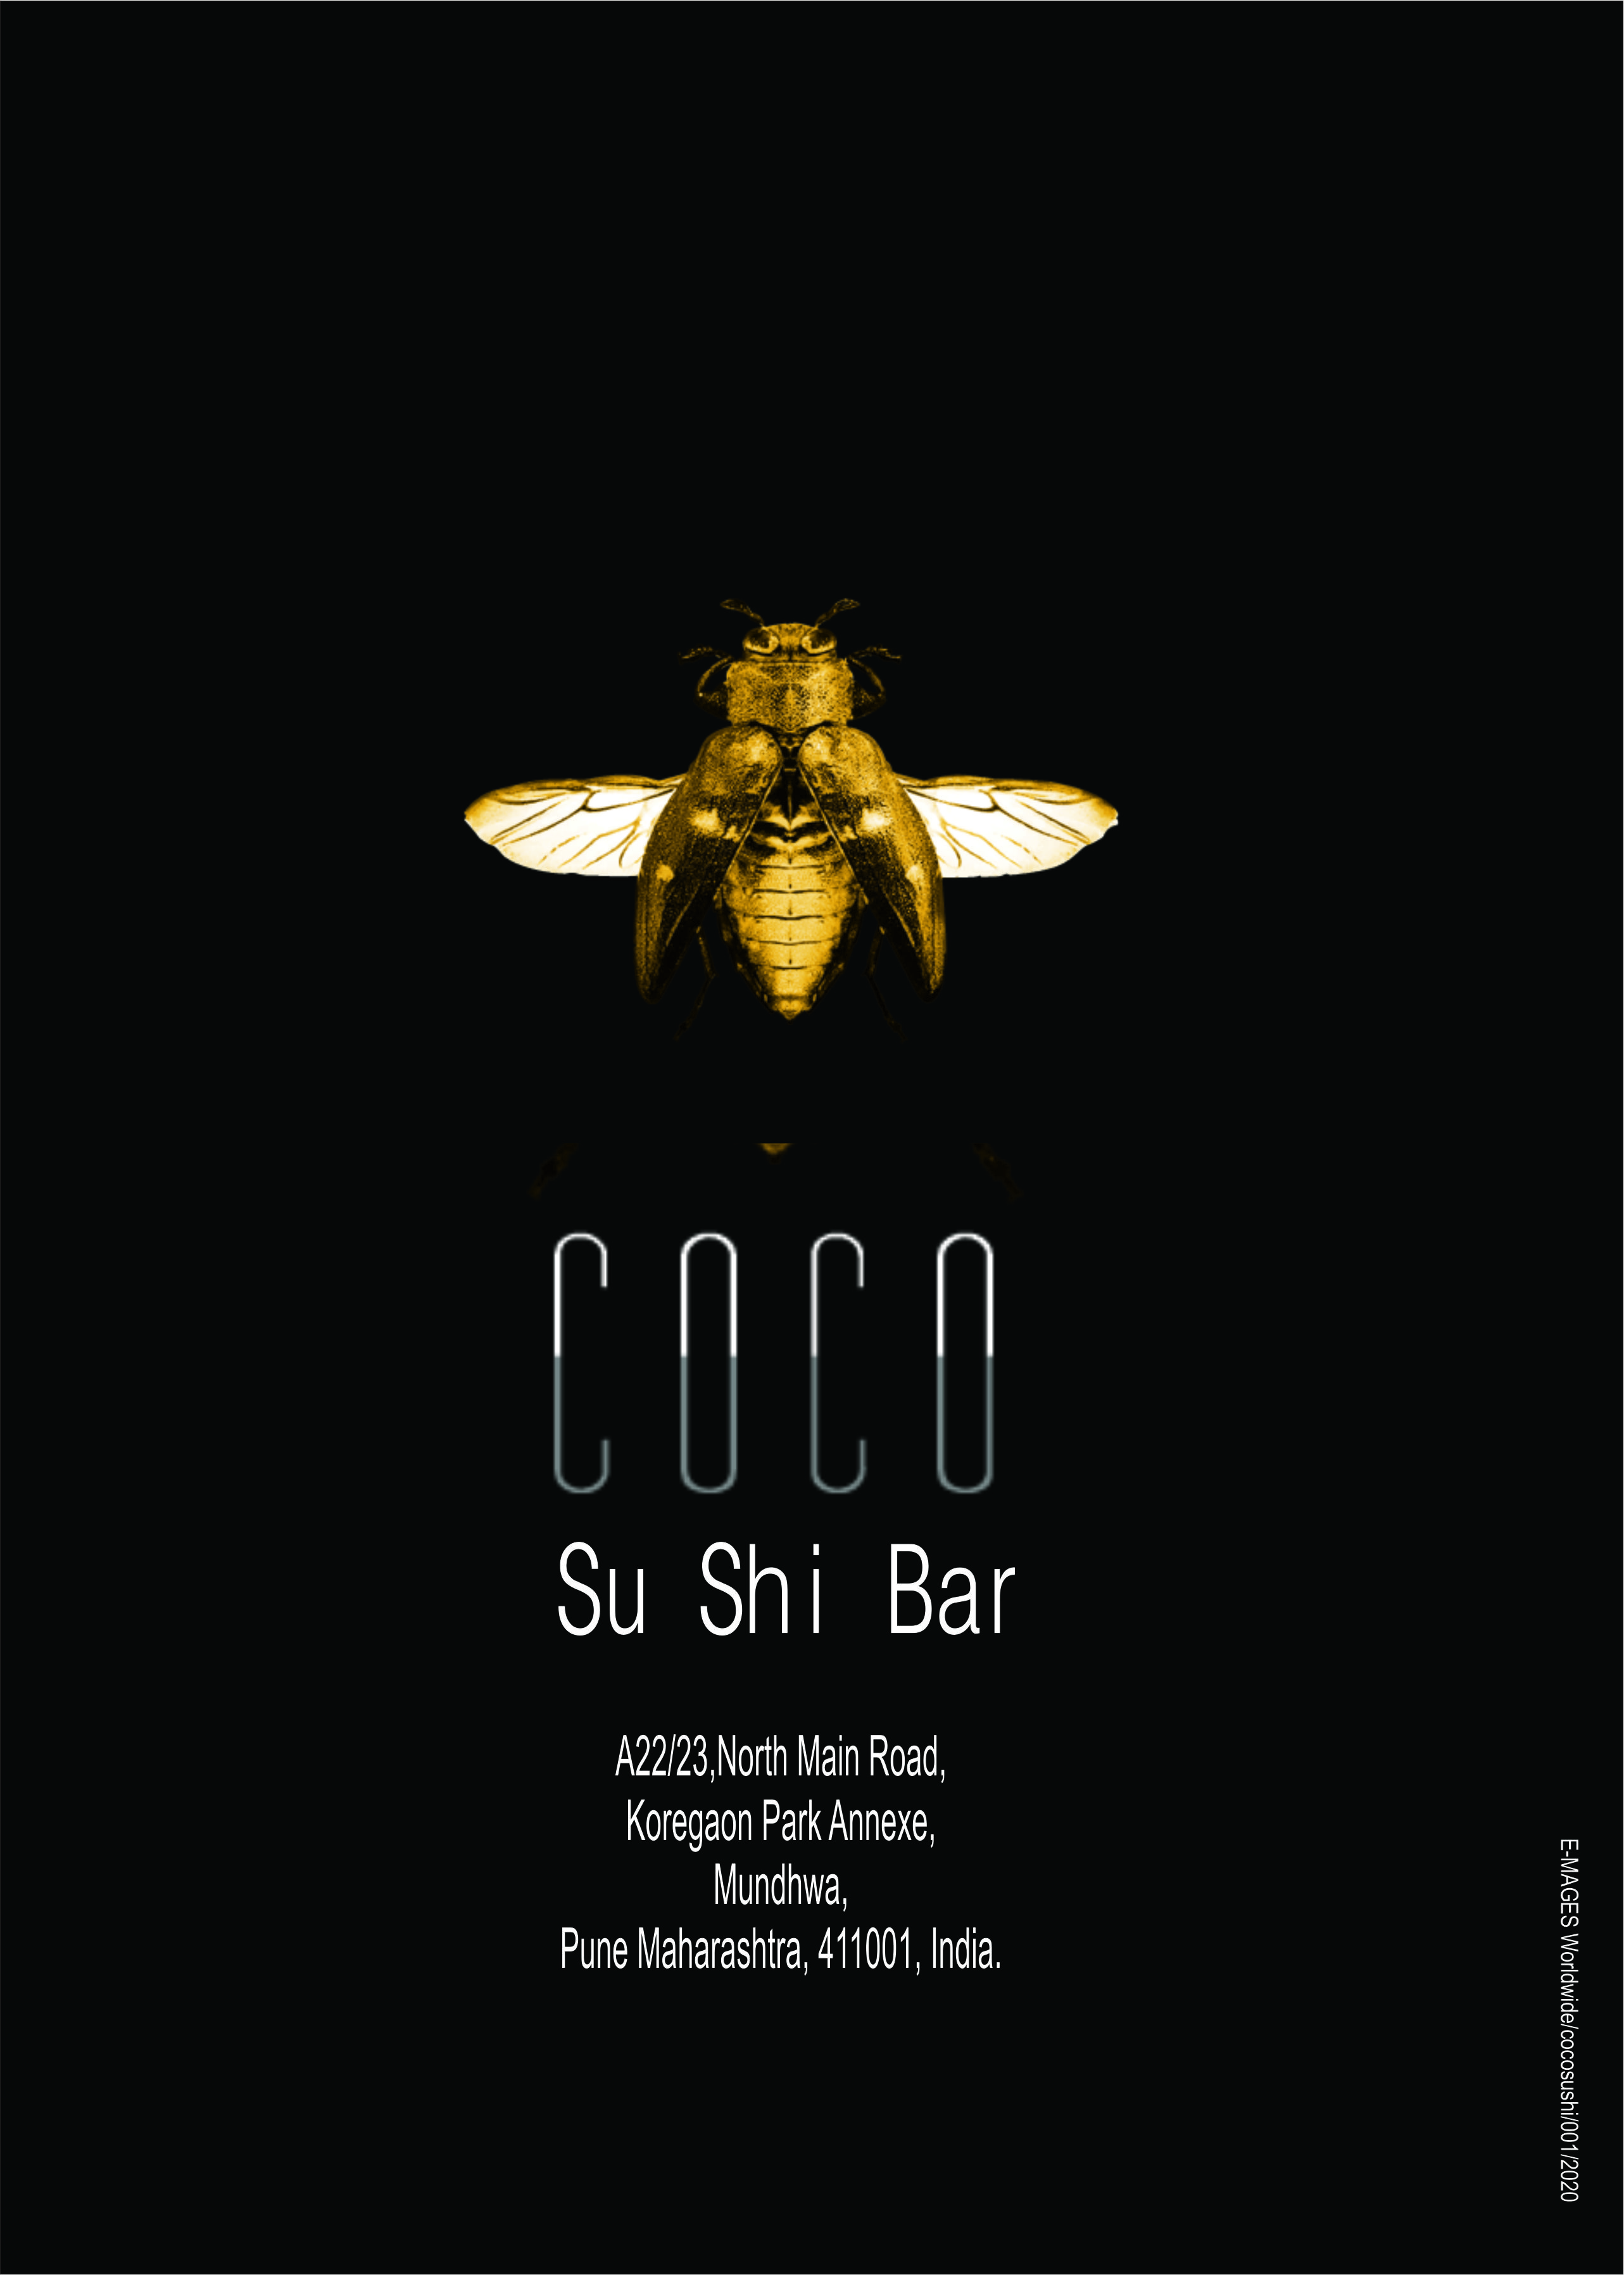 COCO
Su Shi Bar
A22/23,North Main Road,
Koregaon Park Annexe,
Mundhwa,
Pune Maharashtra, 411001, India.
E-MAGES Worldwide/cocosushi/001/2020